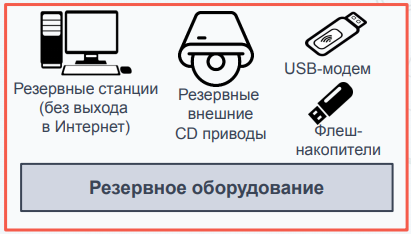 Резервные станции
(без выхода
в Интернет)
Резервные
внешние
CD приводы
USB-модем
Флеш-
накопители
Резервное оборудование